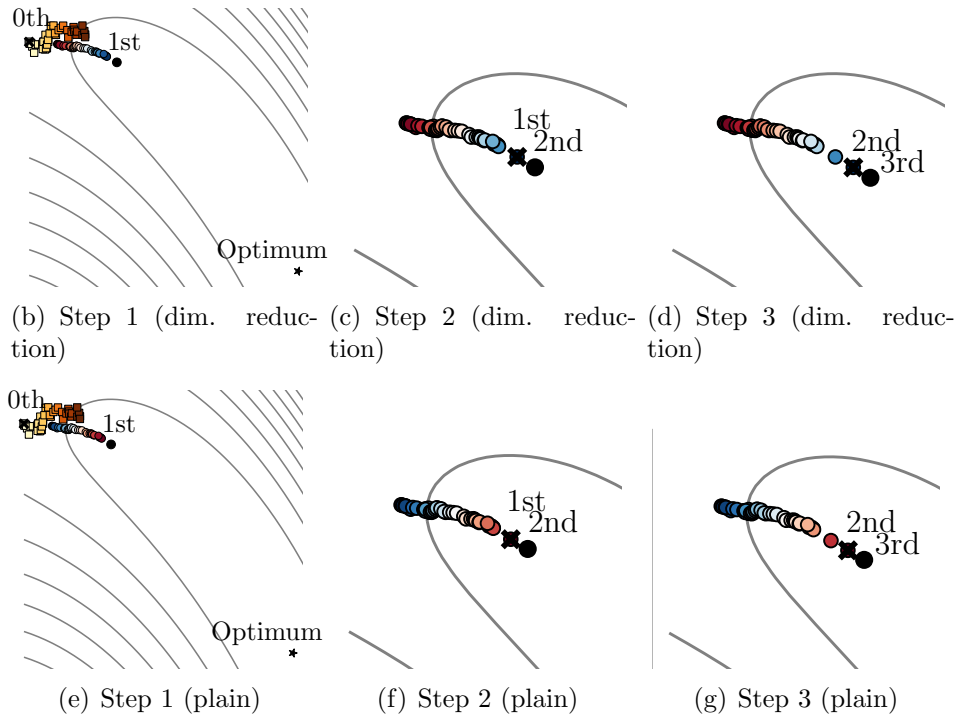 0th
1st
Optimum
1st
2nd
2nd
3rd
(b) Step 1 (dim. reduc-
tion)
(c) Step 2 (dim. reduc-
tion)
(d) Step 3 (dim. reduc-
tion)
0th
1st
Optimum
1st
2nd
2nd
3rd
(e) Step 1 (plain)
(f) Step 2 (plain)
(g) Step 3 (plain)